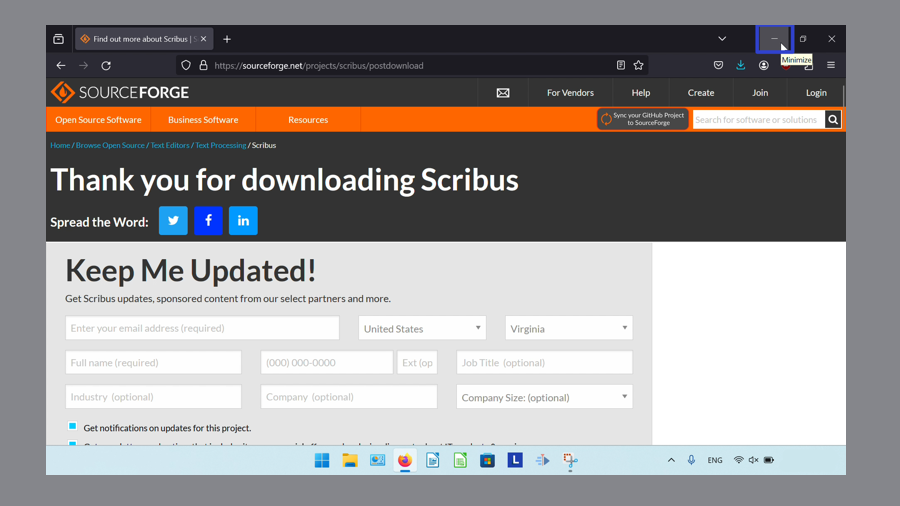 Find out more about Scribus |
Minimize
https://sourceforge.net/projects/scribus/postdownload
SOURCEFORGE
For Vendors
Help
Create
Join
Login
Open Source Software
Business Software
Resources
Sync your GitHub Project
to SourceForge
Search for software or solutions
Home / Browse Open Source / Text Editors / Text Processing / Scribus
Thank you for downloading Scribus
Spread the Word:
Keep Me Updated!
Get Scribus updates, sponsored content from our select partners and more.
Enter your email address (required)
United States
Virginia
Full name (required)
(000) 000-0000
Ext (op
Job Title (optional)
Industry (optional)
Company (optional)
Company Size: (optional)
Get notifications on updates for this project.
L
ENG